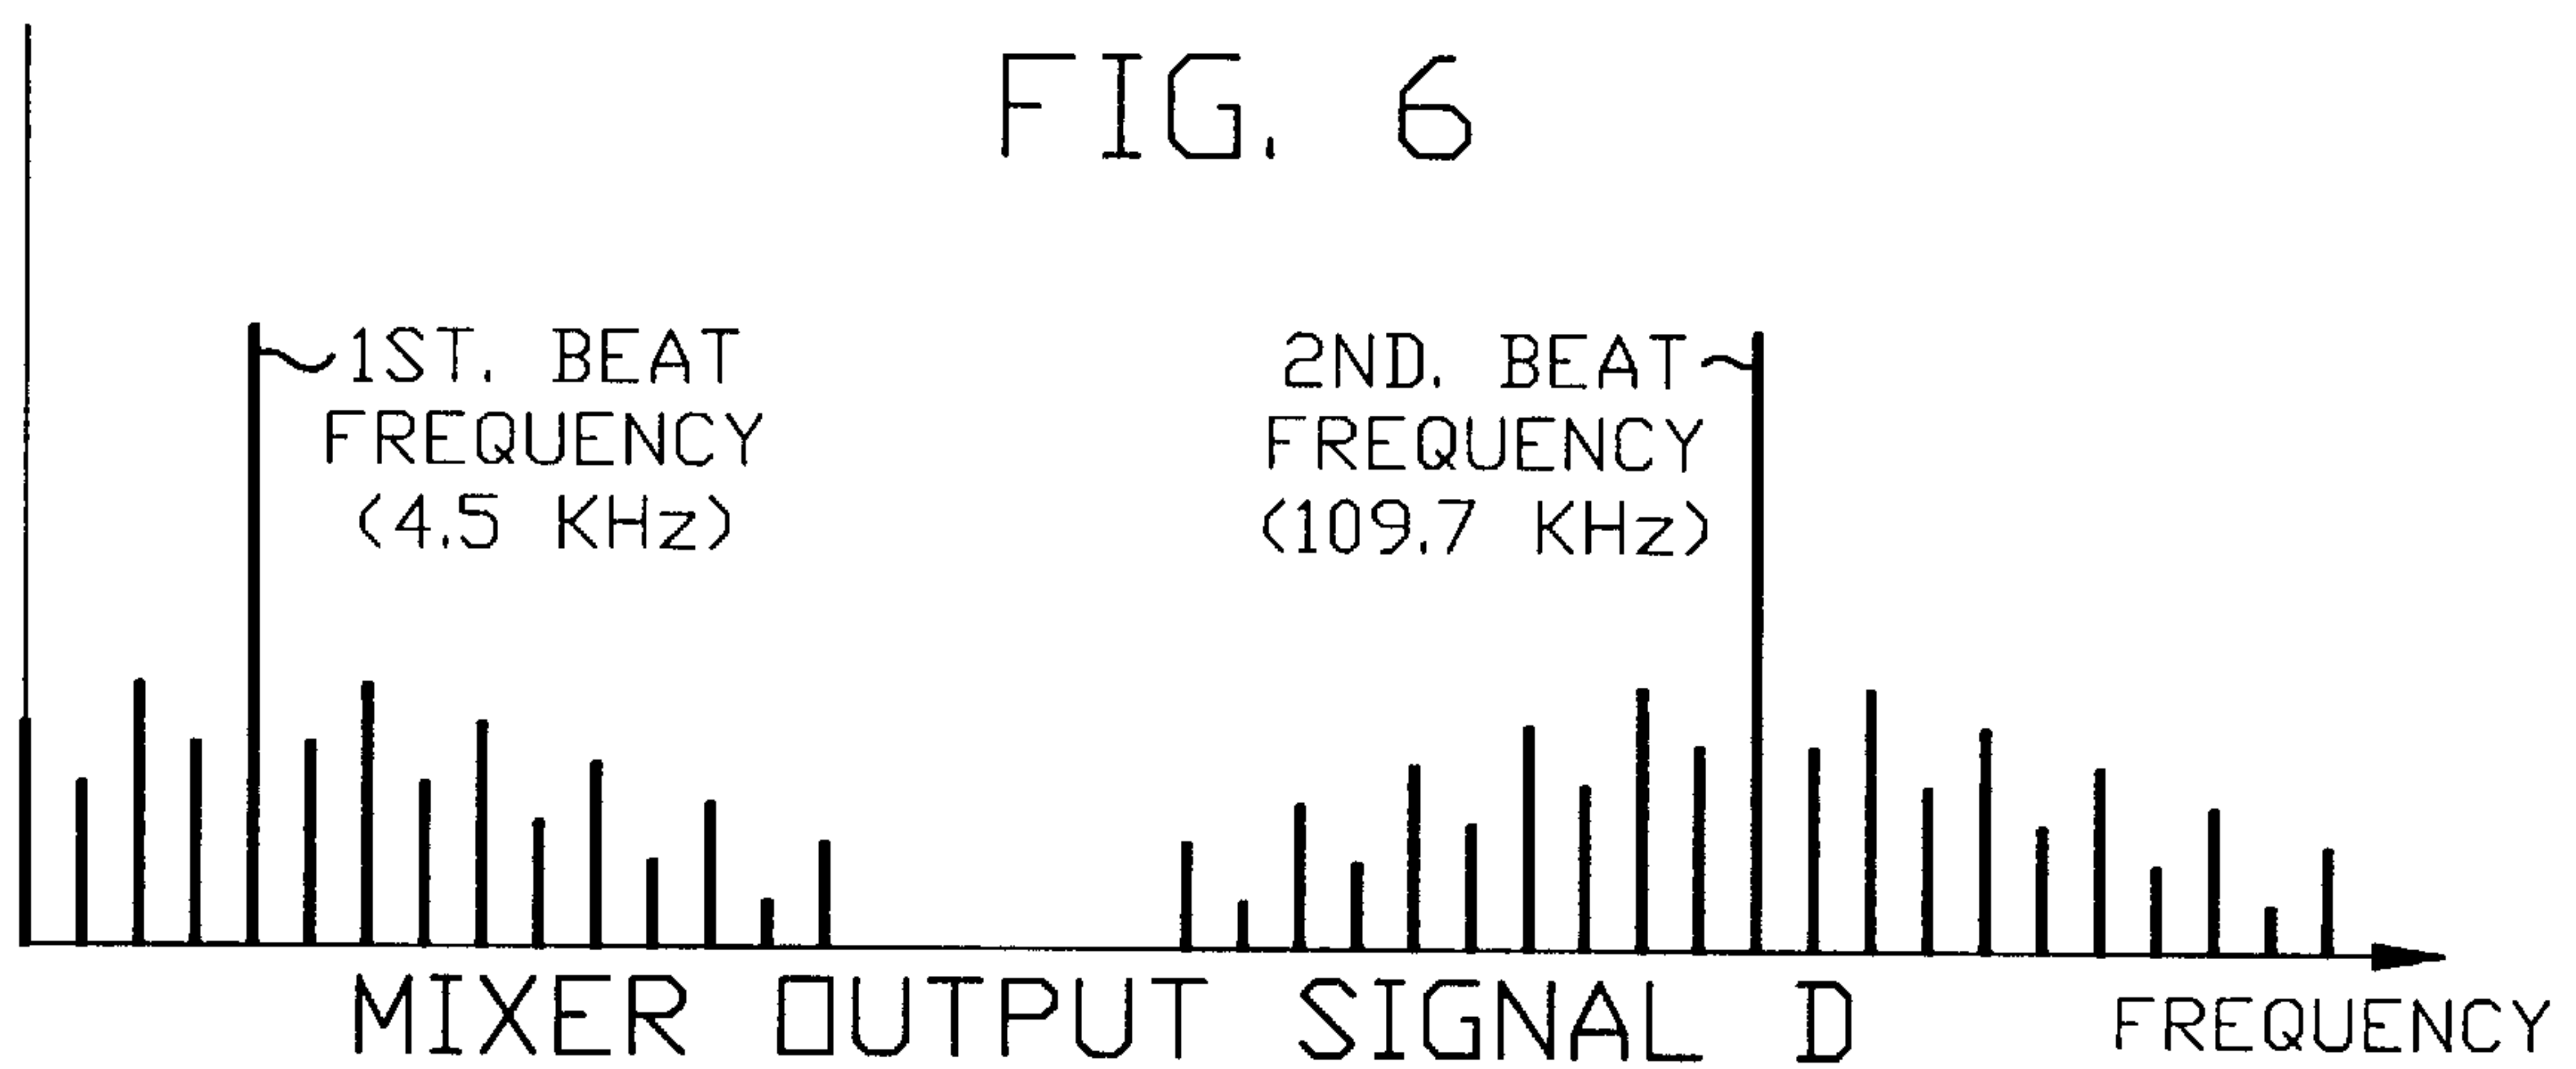 FIG. 6
1ST. BEAT
FREQUENCY
(4.5 KHz)
2ND. BEAT
FREQUENCY
(109.7 KHz)
MIXER OUTPUT SIGNAL D
FREQUENCY